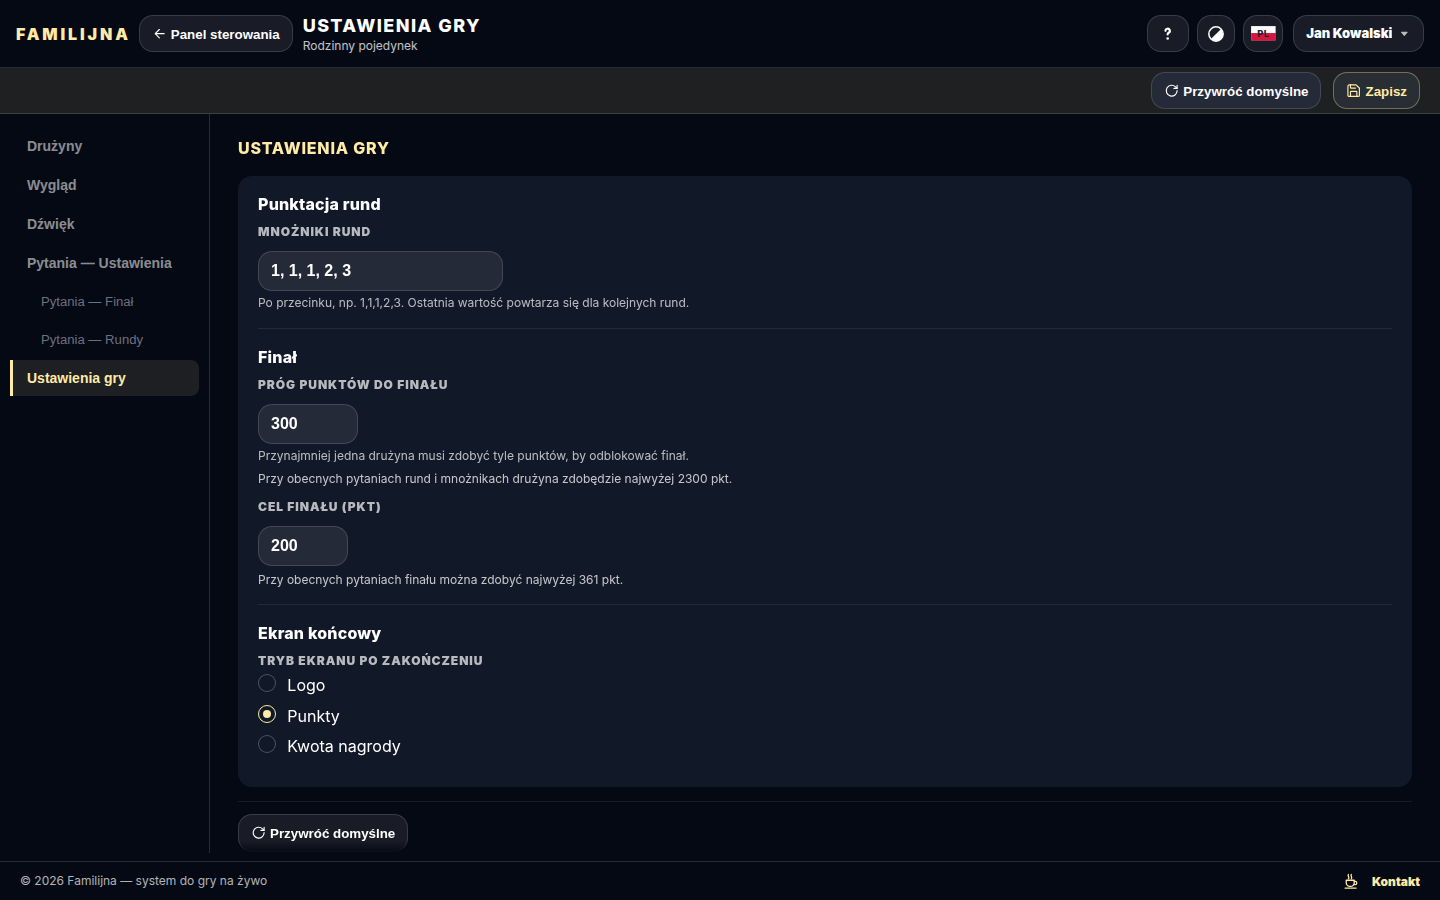 FAMILIJNA
Panel sterowania
USTAWIENIA GRY
Rodzinny pojedynek
?
PL
Jan Kowalski
Przywróć domyślne
Zapisz
Drużyny
Wygląd
Dźwięk
Pytania — Ustawienia
Pytania — Finał
Pytania — Rundy
Ustawienia gry
USTAWIENIA GRY
Punktacja rund
MNOŻNIKI RUND
1, 1, 1, 2, 3
Po przecinku, np. 1,1,1,2,3. Ostatnia wartość powtarza się dla kolejnych rund.
Finał
PRÓG PUNKTÓW DO FINAŁU
300
Przynajmniej jedna drużyna musi zdobyć tyle punktów, by odblokować finał.
Przy obecnych pytaniach rund i mnożnikach drużyna zdobędzie najwyżej 2300 pkt.
CEL FINAŁU (PKT)
200
Przy obecnych pytaniach finału można zdobyć najwyżej 361 pkt.
Ekran końcowy
TRYB EKRANU PO ZAKOŃCZENIU
Logo
Punkty
Kwota nagrody
Przywróć domyślne
© 2026 Familijna — system do gry na żywo
Kontakt